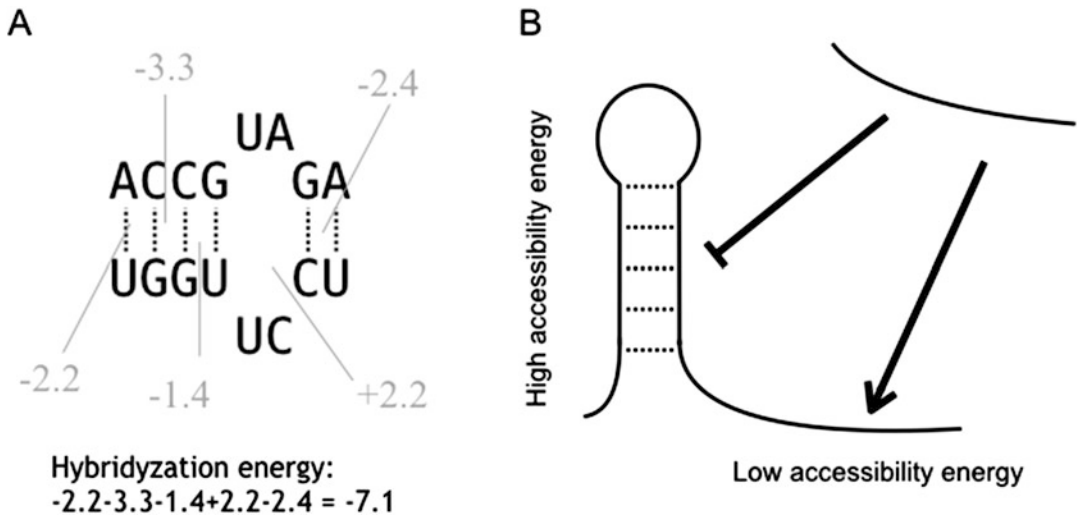 A
-3.3
-2.4
UA
ACCG GA
UGGU CU
UC
-2.2
-1.4
+2.2
Hybridyzation energy:
-2.2-3.3-1.4+2.2-2.4 = -7.1
B
High accessibility energy
Low accessibility energy